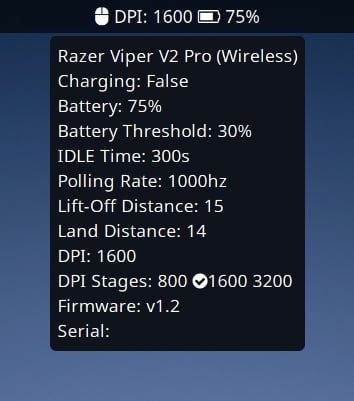 DPI: 1600 75%
Razer Viper V2 Pro (Wireless)
Charging: False
Battery: 75%
Battery Threshold: 30%
IDLE Time: 300s
Polling Rate: 1000hz
Lift-Off Distance: 15
Land Distance: 14
DPI: 1600
DPI Stages: 800 1600 3200
Firmware: v1.2
Serial: